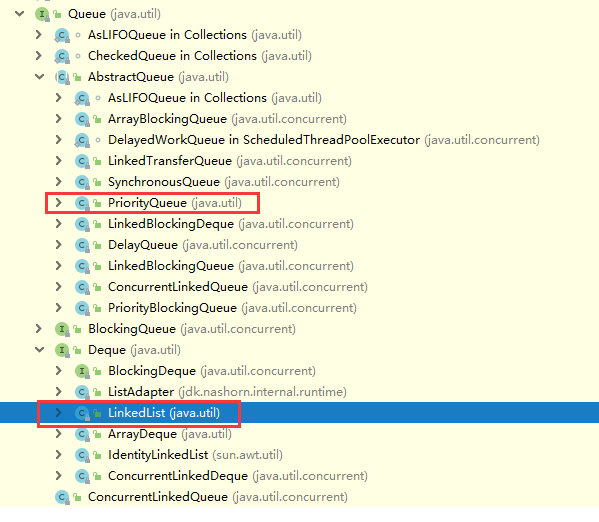 Queue (java.util)
AsLIFOQueue in Collections (java.util)
CheckedQueue in Collections (java.util)
AbstractQueue (java.util)
AsLIFOQueue in Collections (java.util)
ArrayBlockingQueue (java.util.concurrent)
DelayedWorkQueue in ScheduledThreadPoolExecutor (java.util.concurrent)
LinkedTransferQueue (java.util.concurrent)
SynchronousQueue (java.util.concurrent)
PriorityQueue (java.util)
LinkedBlockingDeque (java.util.concurrent)
DelayQueue (java.util.concurrent)
LinkedBlockingQueue (java.util.concurrent)
ConcurrentLinkedQueue (java.util.concurrent)
PriorityBlockingQueue (java.util.concurrent)
BlockingQueue (java.util.concurrent)
Deque (java.util)
BlockingDeque (java.util.concurrent)
ListAdapter (jdk.nashorn.internal.runtime)
LinkedList (java.util)
ArrayDeque (java.util)
IdentityLinkedList (sun.awt.util)
ConcurrentLinkedDeque (java.util.concurrent)
ConcurrentLinkedQueue (java.util.concurrent)